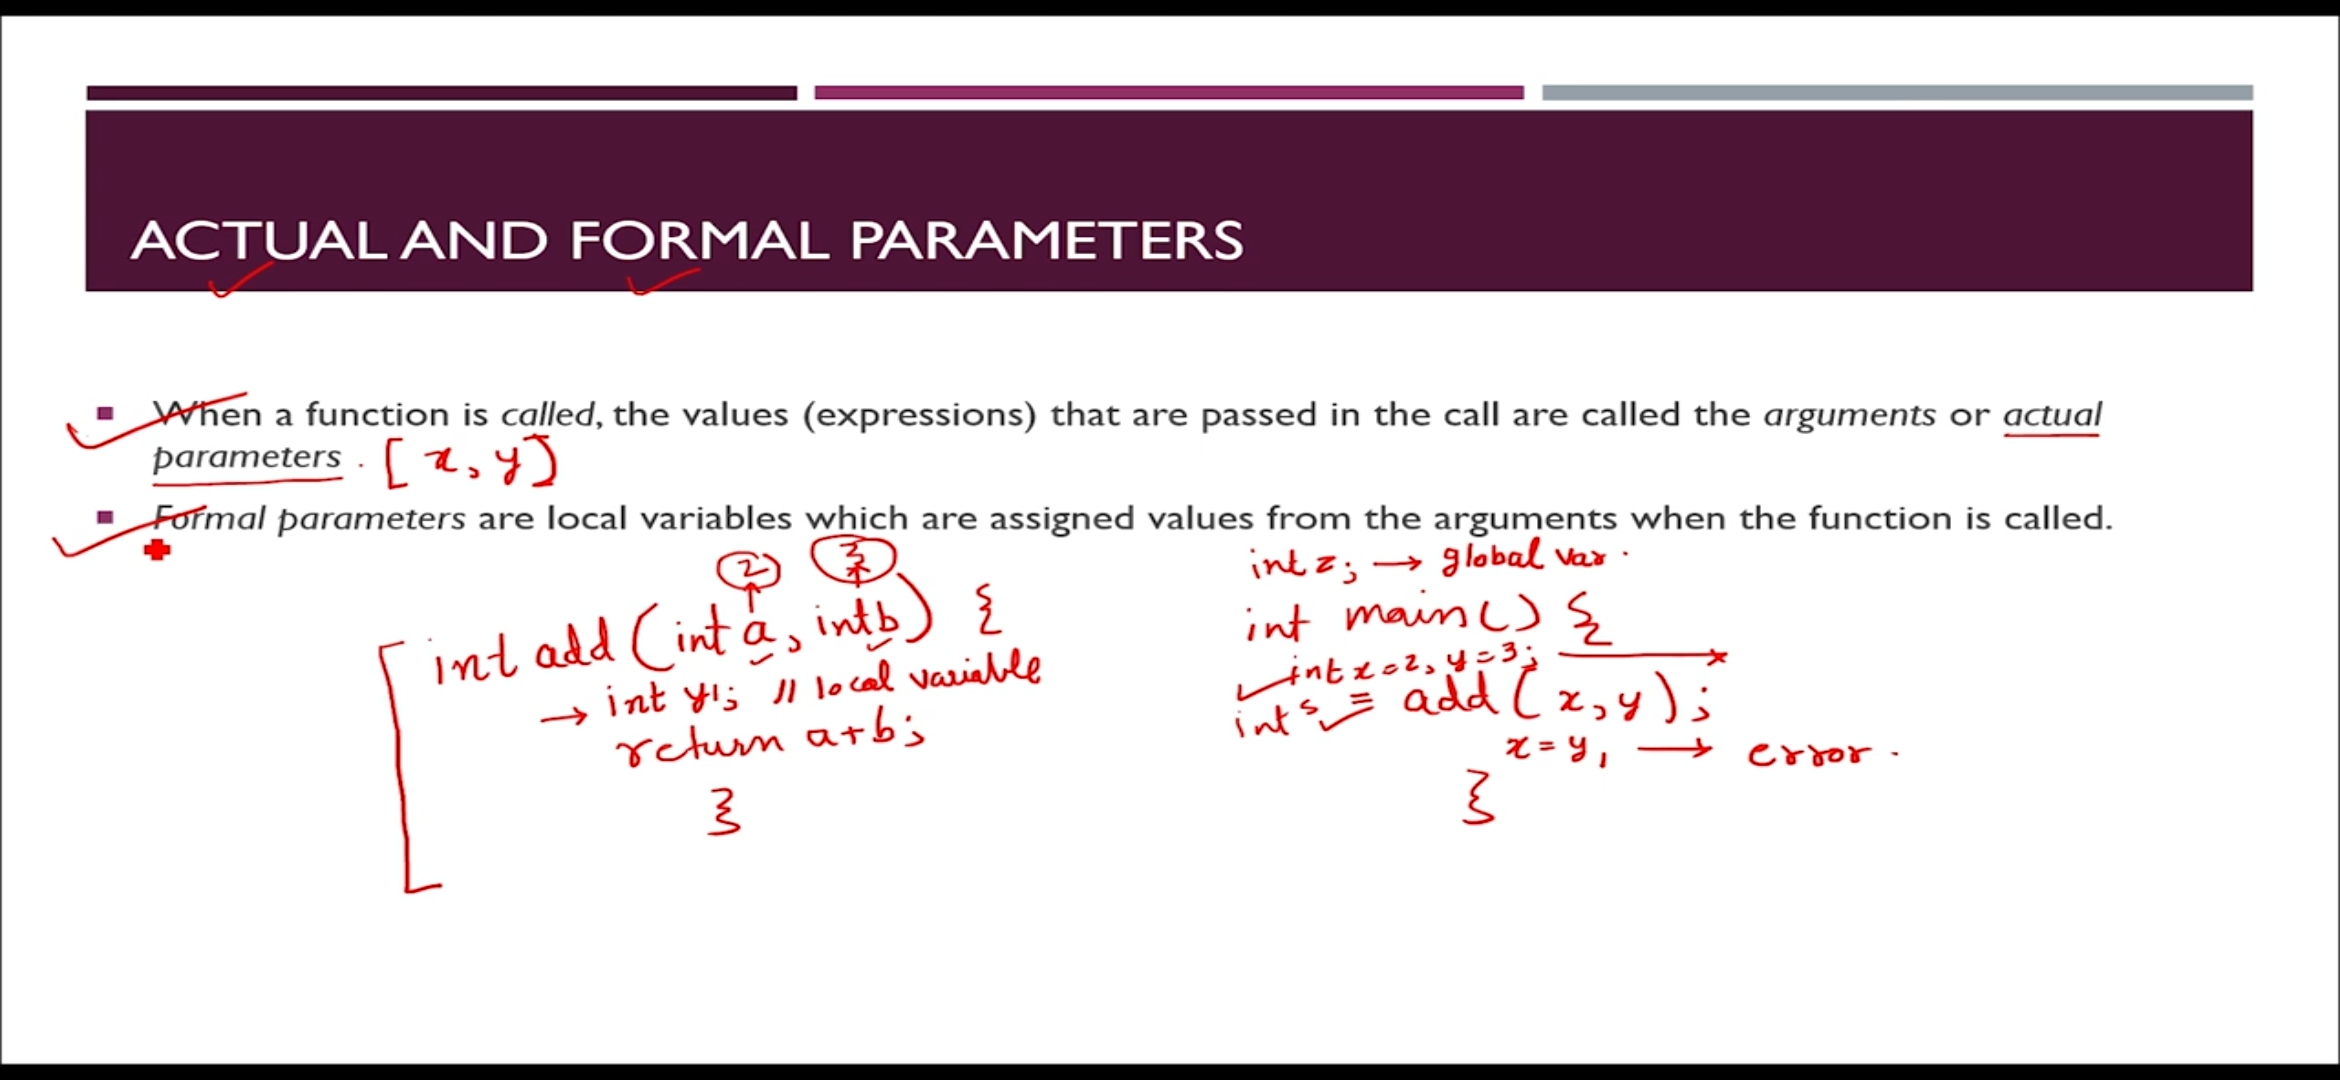 ACTUAL AND FORMAL PARAMETERS
When a function is called, the values (expressions) that are passed in the call are called the arguments or actual
parameters . [ x, y ]
Formal parameters are local variables which are assigned values from the arguments when the function is called.
2 3
int add (int a, int b) {
→ int y1; // local variable
return a+b;
}
int z; → global var.
int main() {
int x=2, y=3;
int s = add ( x, y );
x = y1 → error.
}